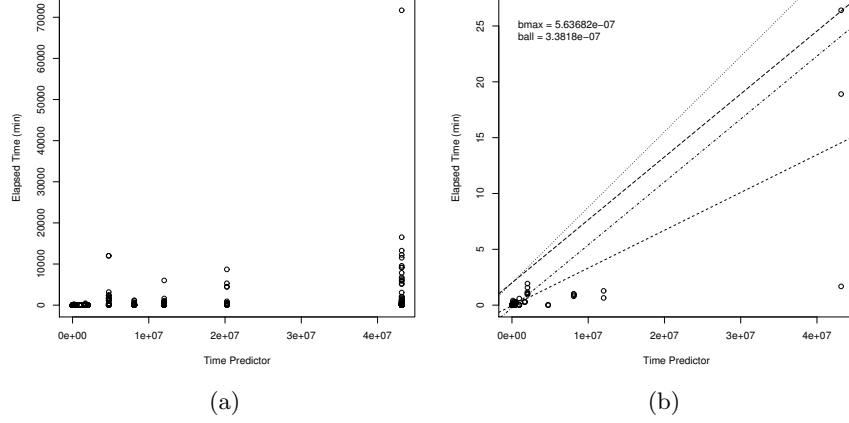 70000
60000
50000
40000
30000
20000
10000
0
Elapsed Time (min)
0e+00 1e+07 2e+07 3e+07 4e+07
Time Predictor
(a)
bmax = 5.63682e−07
ball = 3.3818e−07
25
20
15
10
5
0
Elapsed Time (min)
0e+00 1e+07 2e+07 3e+07 4e+07
Time Predictor
(b)